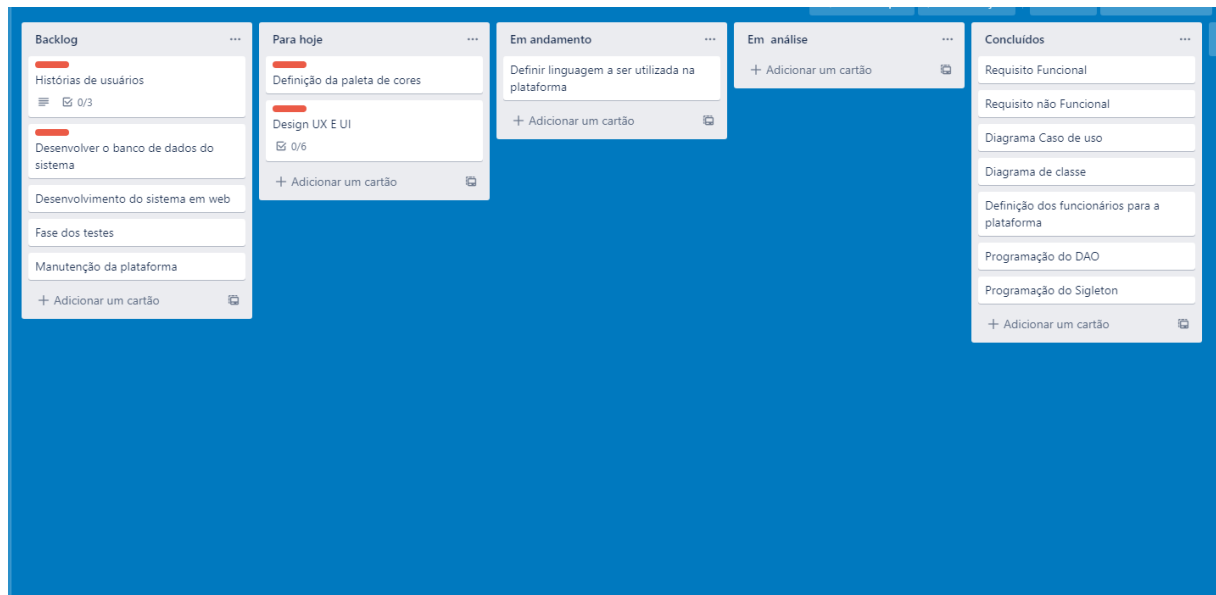 Backlog
Histórias de usuários
0/3
Desenvolver o banco de dados do
sistema
Desenvolvimento do sistema em web
Fase dos testes
Manutenção da plataforma
+ Adicionar um cartão
Para hoje
Definição da paleta de cores
Design UX E UI
0/6
+ Adicionar um cartão
Em andamento
Definir linguagem a ser utilizada na
plataforma
+ Adicionar um cartão
Em análise
+ Adicionar um cartão
Concluídos
Requisito Funcional
Requisito não Funcional
Diagrama Caso de uso
Diagrama de classe
Definição dos funcionários para a
plataforma
Programação do DAO
Programação do Sigleton
+ Adicionar um cartão